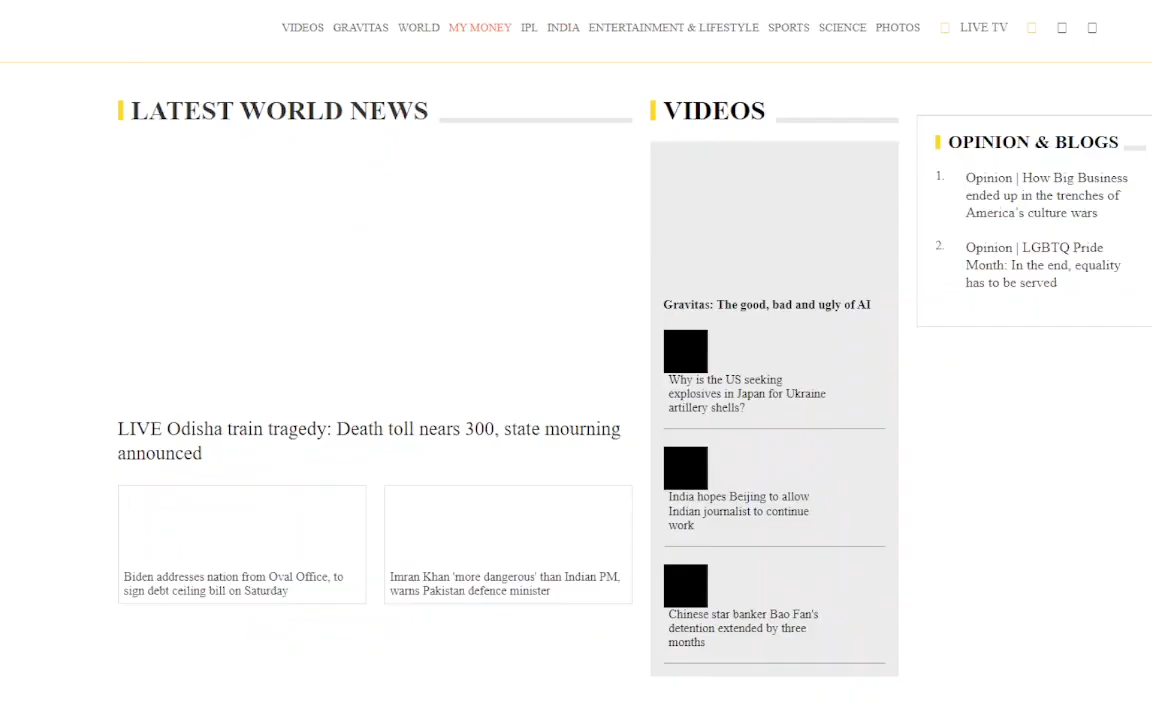 VIDEOS GRAVITAS WORLD MY MONEY IPL INDIA ENTERTAINMENT & LIFESTYLE SPORTS SCIENCE PHOTOS LIVE TV
LATEST WORLD NEWS
LIVE Odisha train tragedy: Death toll nears 300, state mourning
announced
Biden addresses nation from Oval Office, to
sign debt ceiling bill on Saturday
Imran Khan 'more dangerous' than Indian PM,
warns Pakistan defence minister
VIDEOS
Gravitas: The good, bad and ugly of AI
Why is the US seeking
explosives in Japan for Ukraine
artillery shells?
India hopes Beijing to allow
Indian journalist to continue
work
Chinese star banker Bao Fan's
detention extended by three
months
OPINION & BLOGS
1. Opinion | How Big Business
ended up in the trenches of
America's culture wars
2. Opinion | LGBTQ Pride
Month: In the end, equality
has to be served